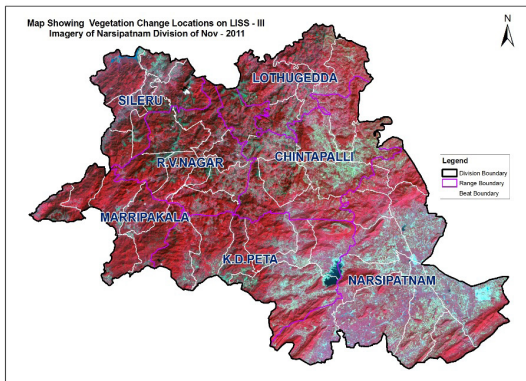 Map Showing Vegetation Change Locations on LISS - III
Imagery of Narsipatnam Division of Nov - 2011
N
LOTHUGEDDA
SILERU
R.V.NAGAR
CHINTAPALLI
MARRIPAKALA
K.D.PETA
NARSIPATNAM
Legend
Division Boundary
Range Boundary
Beat Boundary